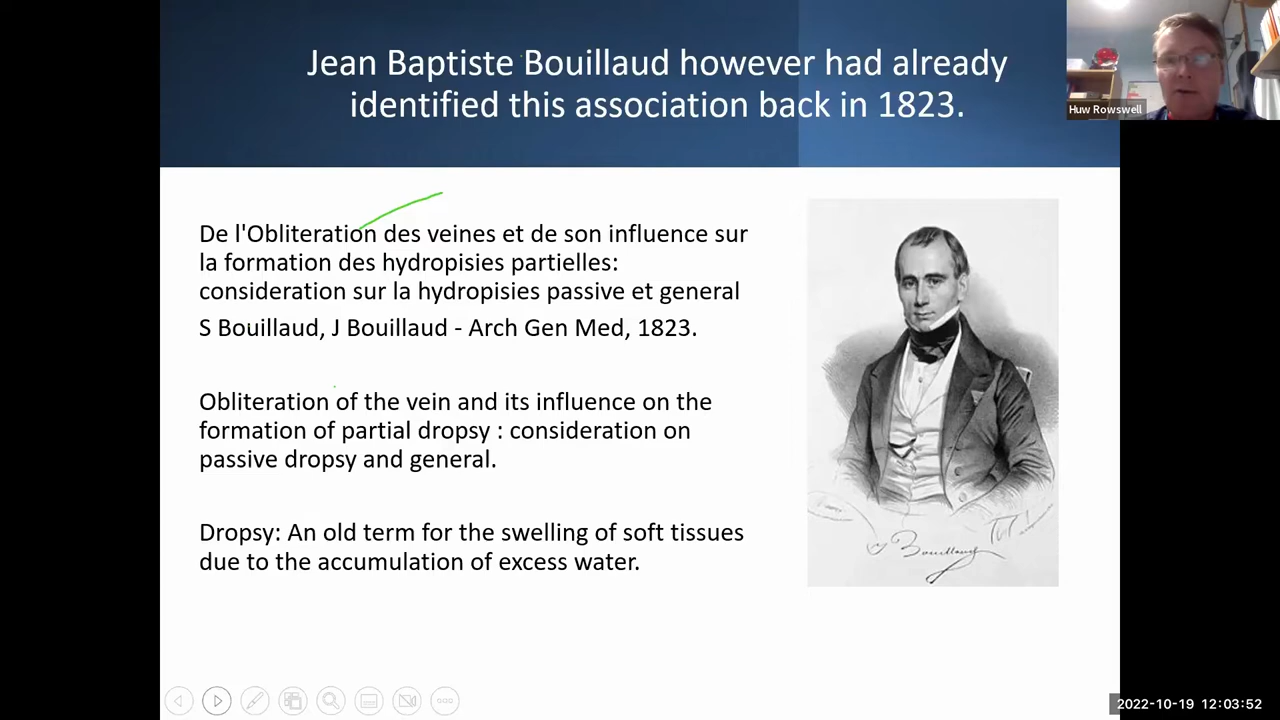 Jean Baptiste Bouillaud however had already
identified this association back in 1823.
Huw Rowswell
De l'Obliteration des veines et de son influence sur
la formation des hydropisies partielles:
consideration sur la hydropisies passive et general
S Bouillaud, J Bouillaud - Arch Gen Med, 1823.
Obliteration of the vein and its influence on the
formation of partial dropsy : consideration on
passive dropsy and general.
Dropsy: An old term for the swelling of soft tissues
due to the accumulation of excess water.
Bouillaud
2022-10-19 12:03:52